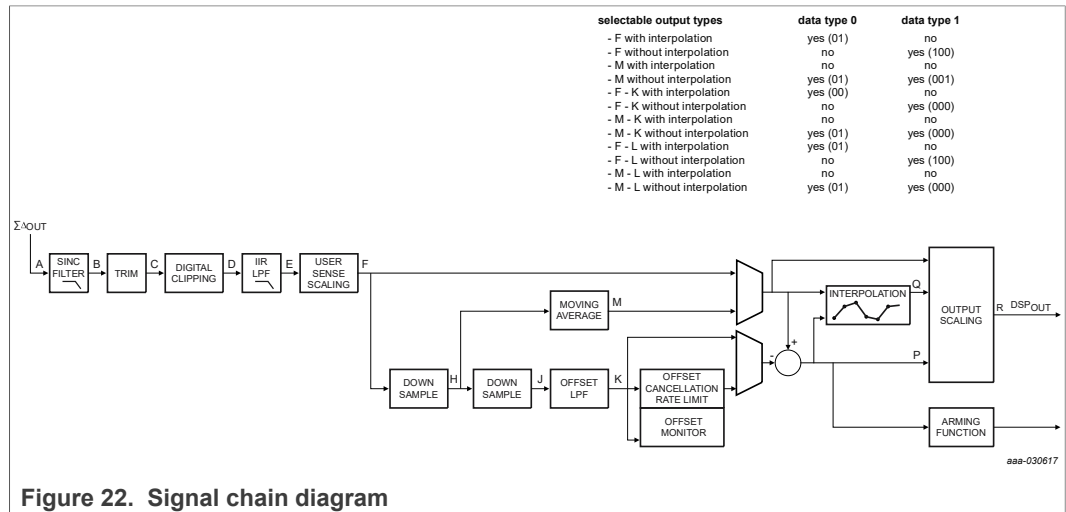 selectable output types data type 0 data type 1
- F with interpolation yes (01) no
- F without interpolation no yes (100)
- M with interpolation no no
- M without interpolation yes (01) yes (001)
- F - K with interpolation yes (00) no
- F - K without interpolation no yes (000)
- M - K with interpolation no no
- M - K without interpolation yes (01) yes (000)
- F - L with interpolation yes (01) no
- F - L without interpolation no yes (100)
- M - L with interpolation no no
- M - L without interpolation yes (01) yes (000)
ΣΔOUT
A
SINC
FILTER
B
TRIM
C
DIGITAL
CLIPPING
D
IIR
LPF
E
USER
SENSE
SCALING
F
MOVING
AVERAGE
M
INTERPOLATION
Q
OUTPUT
SCALING
R DSPOUT
+
-
P
DOWN
SAMPLE
H
DOWN
SAMPLE
J
OFFSET
LPF
K
OFFSET
CANCELLATION
RATE LIMIT
OFFSET
MONITOR
ARMING
FUNCTION
aaa-030617
Figure 22. Signal chain diagram